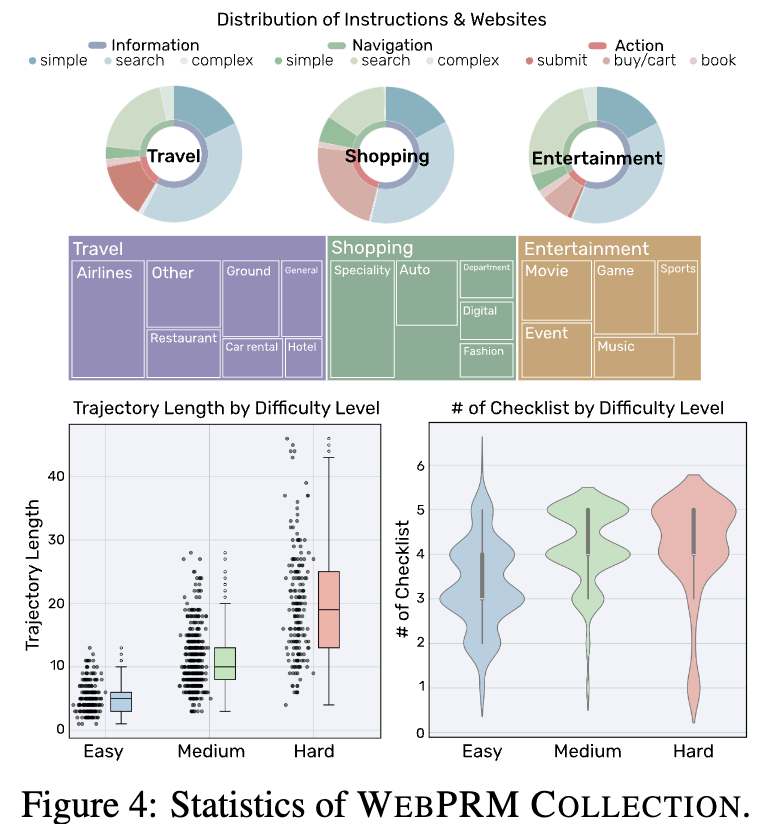 Distribution of Instructions & Websites
Information Navigation Action
simple search complex simple search complex submit buy/cart book
Travel Shopping Entertainment
Travel Shopping Entertainment
Airlines Other Ground General Speciality Auto Department Movie Game Sports
Digital
Restaurant Event
Car rental Hotel Fashion Music
Trajectory Length by Difficulty Level # of Checklist by Difficulty Level
Trajectory Length
40
30
20
10
0
Easy Medium Hard
# of Checklist
6
5
4
3
2
1
0
Easy Medium Hard
Figure 4: Statistics of WEBPRM COLLECTION.